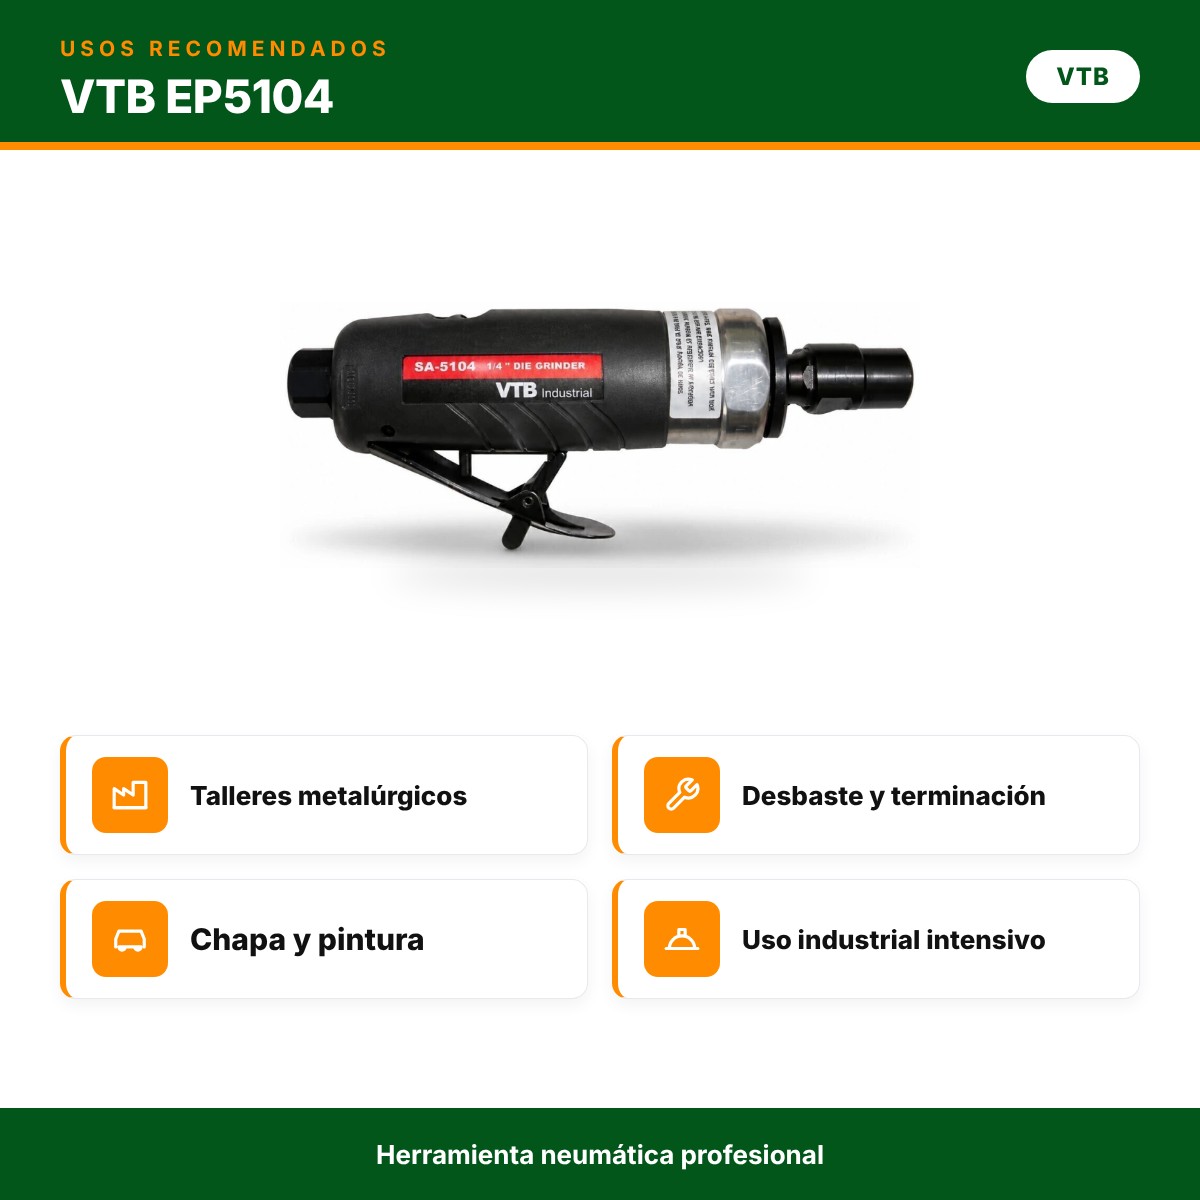 USOS RECOMENDADOS
VTB EP5104
VTB
SA-5104 1/4" DIE GRINDER
VTB Industrial
Talleres metalúrgicos
Desbaste y terminación
Chapa y pintura
Uso industrial intensivo
Herramienta neumática profesional